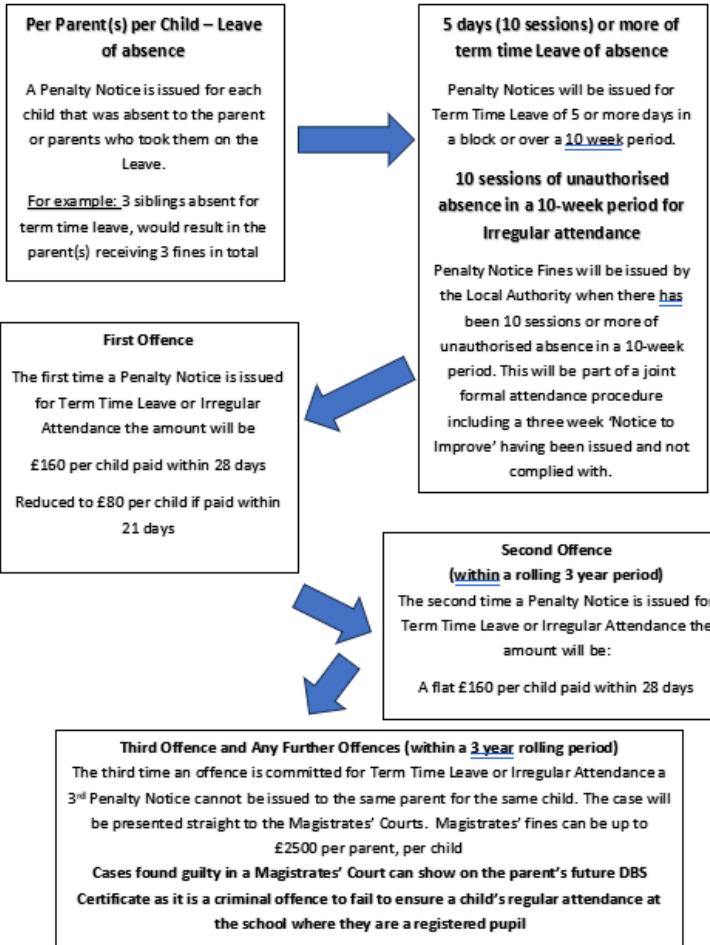 Per Parent(s) per Child – Leave
of absence
A Penalty Notice is issued for each
child that was absent to the parent
or parents who took them on the
Leave.
For example: 3 siblings absent for
term time leave, would result in the
parent(s) receiving 3 fines in total
5 days (10 sessions) or more of
term time Leave of absence
Penalty Notices will be issued for
Term Time Leave of 5 or more days in
a block or over a 10 week period.
10 sessions of unauthorised
absence in a 10-week period for
Irregular attendance
Penalty Notice Fines will be issued by
the Local Authority when there has
been 10 sessions or more of
unauthorised absence in a 10-week
period. This will be part of a joint
formal attendance procedure
including a three week ‘Notice to
Improve’ having been issued and not
complied with.
First Offence
The first time a Penalty Notice is issued
for Term Time Leave or Irregular
Attendance the amount will be
£160 per child paid within 28 days
Reduced to £80 per child if paid within
21 days
Second Offence
(within a rolling 3 year period)
The second time a Penalty Notice is issued for
Term Time Leave or Irregular Attendance the
amount will be:
A flat £160 per child paid within 28 days
Third Offence and Any Further Offences (within a 3 year rolling period)
The third time an offence is committed for Term Time Leave or Irregular Attendance a
3rd Penalty Notice cannot be issued to the same parent for the same child. The case will
be presented straight to the Magistrates’ Courts. Magistrates’ fines can be up to
£2500 per parent, per child
Cases found guilty in a Magistrates’ Court can show on the parent’s future DBS
Certificate as it is a criminal offence to fail to ensure a child’s regular attendance at
the school where they are a registered pupil